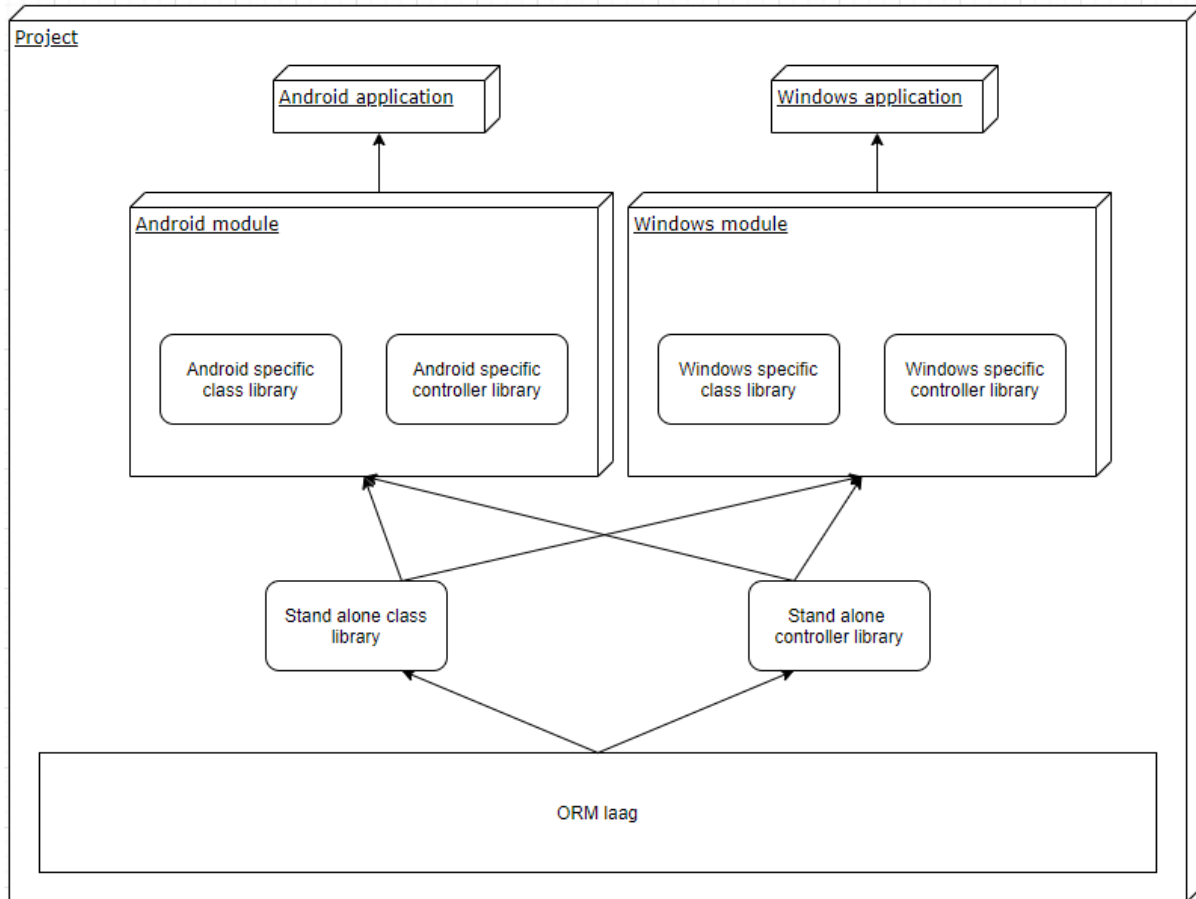 Project
Android application
Windows application
Android module
Windows module
Android specific
class library
Android specific
controller library
Windows specific
class library
Windows specific
controller library
Stand alone class
library
Stand alone
controller library
ORM laag